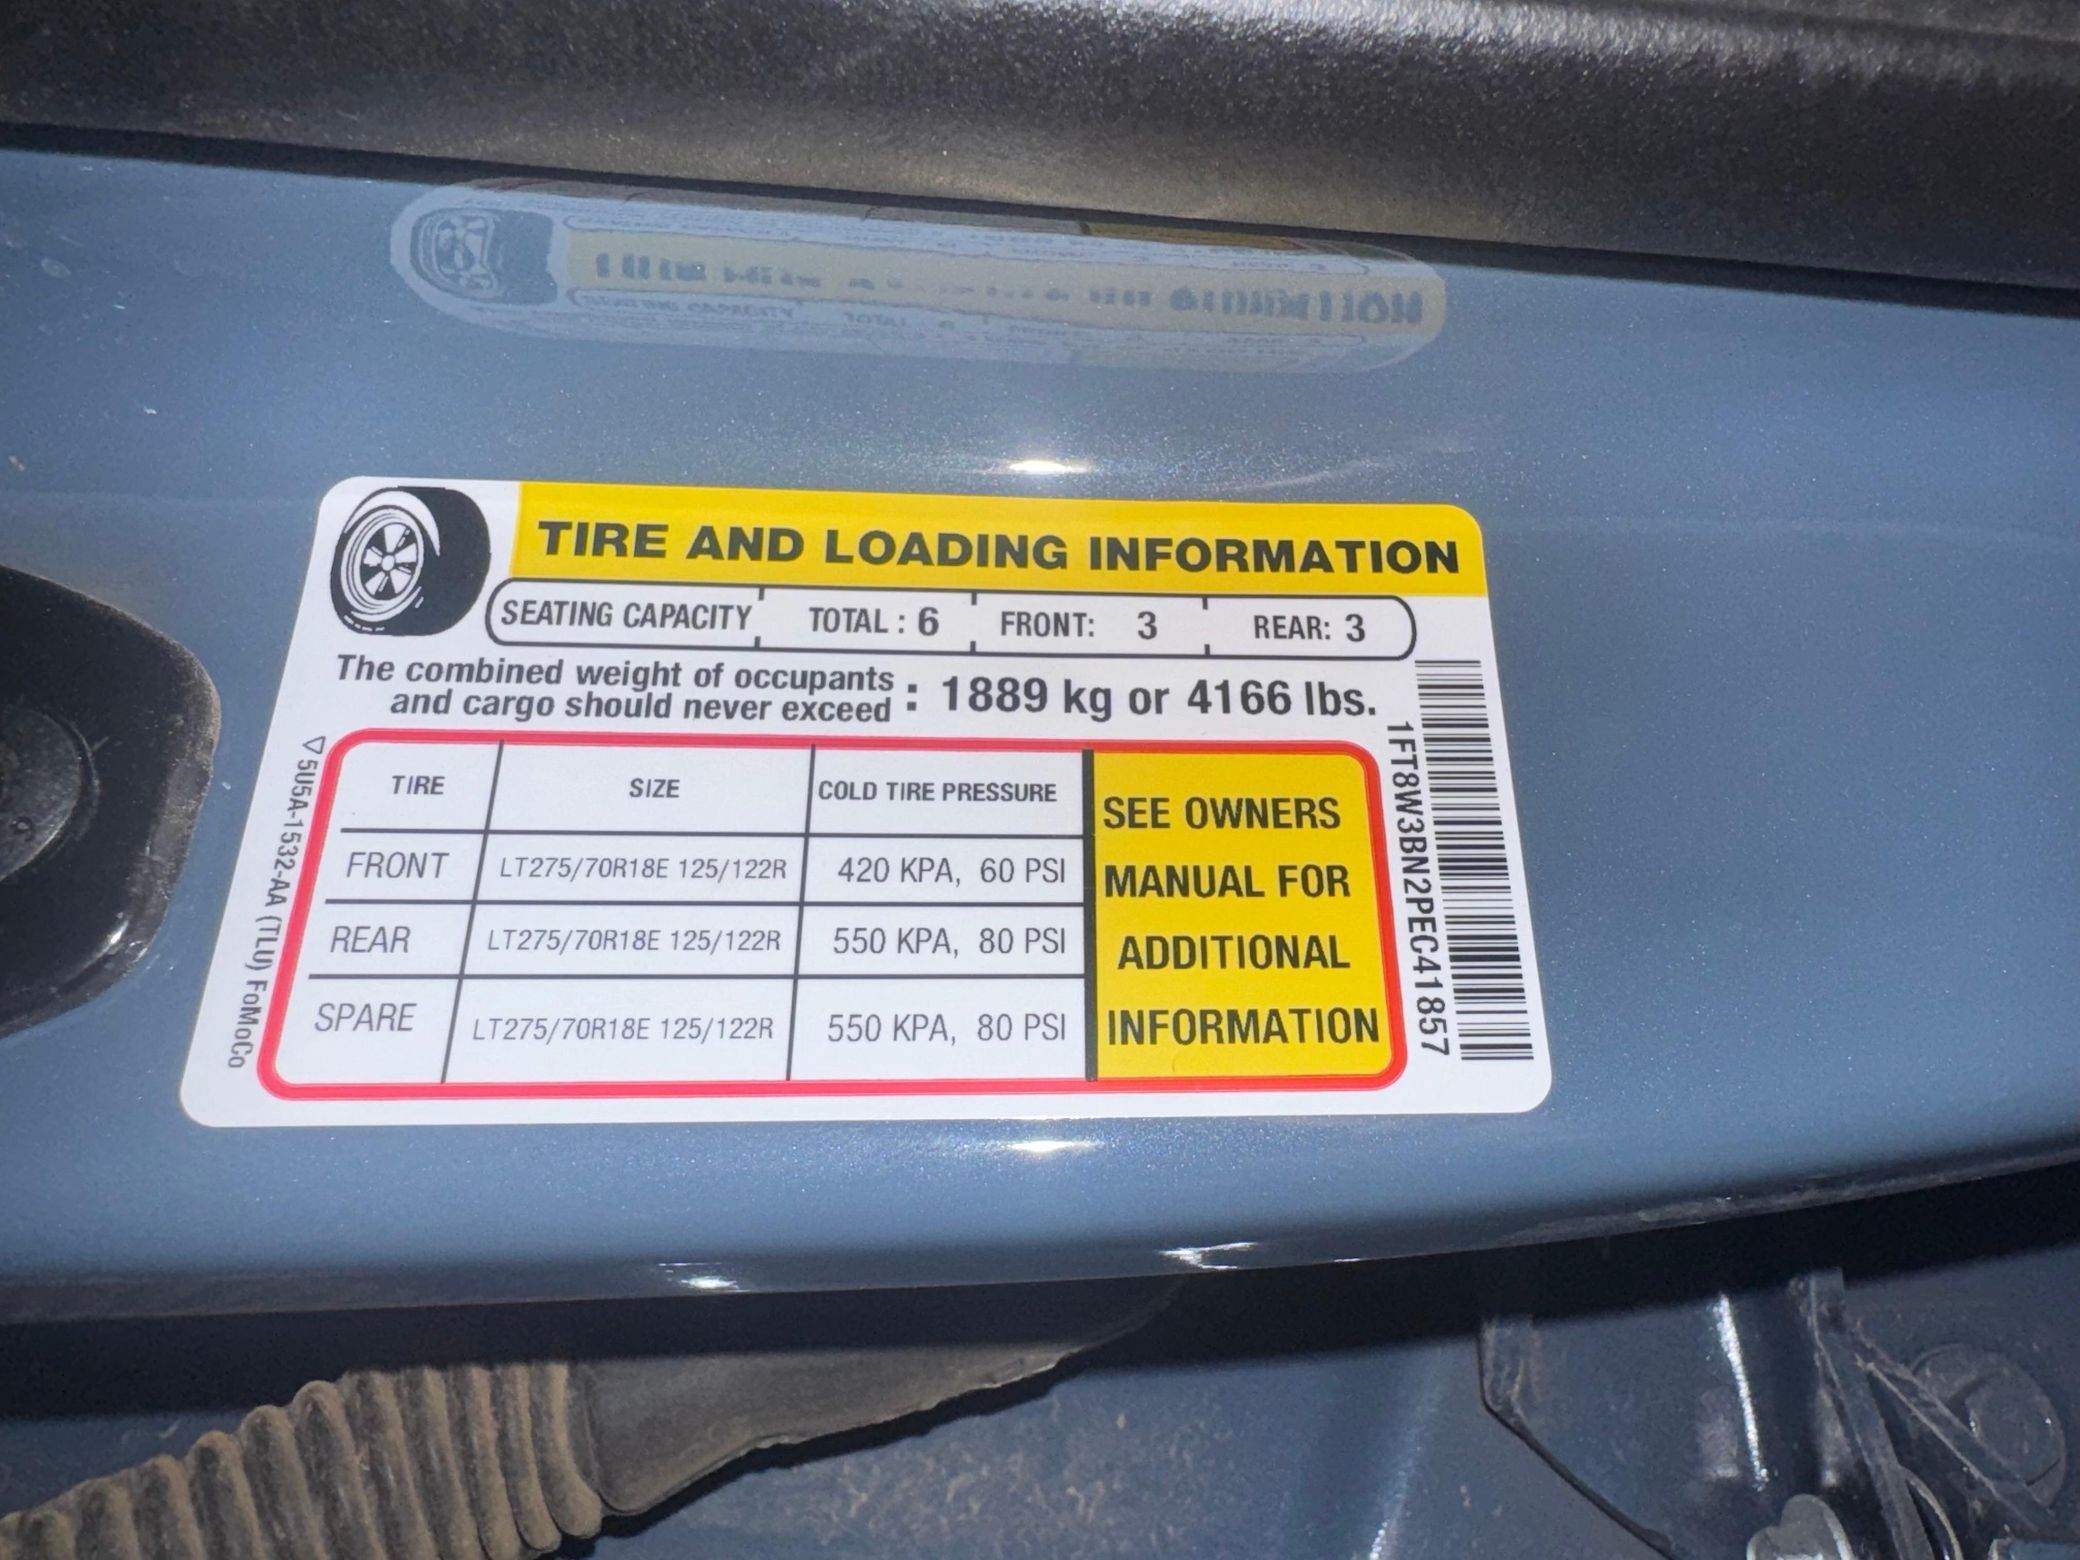 TIRE AND LOADING INFORMATION
SEATING CAPACITY TOTAL : 6 FRONT: 3 REAR: 3
The combined weight of occupants
and cargo should never exceed : 1889 kg or 4166 lbs.
TIRE SIZE COLD TIRE PRESSURE
FRONT LT275/70R18E 125/122R 420 KPA, 60 PSI
REAR LT275/70R18E 125/122R 550 KPA, 80 PSI
SPARE LT275/70R18E 125/122R 550 KPA, 80 PSI
SEE OWNERS
MANUAL FOR
ADDITIONAL
INFORMATION
1FT8W3BN2PEC41857
5U5A-1532-AA (TLU) FoMoCo